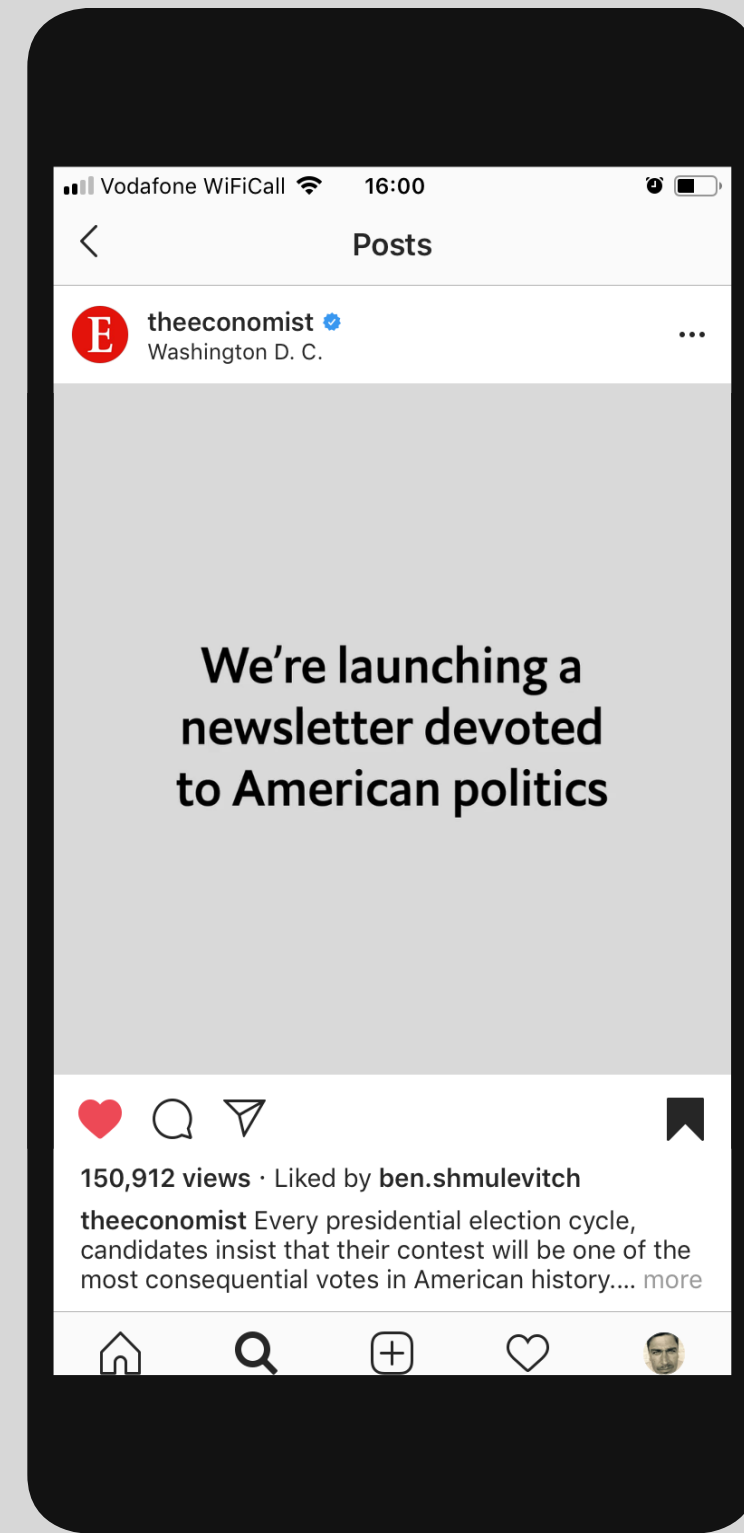 Vodafone WiFiCall 16:00
Posts
E
theeconomist
Washington D. C.
We're launching a
newsletter devoted
to American politics
150,912 views · Liked by ben.shmulevitch
theeconomist Every presidential election cycle,
candidates insist that their contest will be one of the
most consequential votes in American history.... more